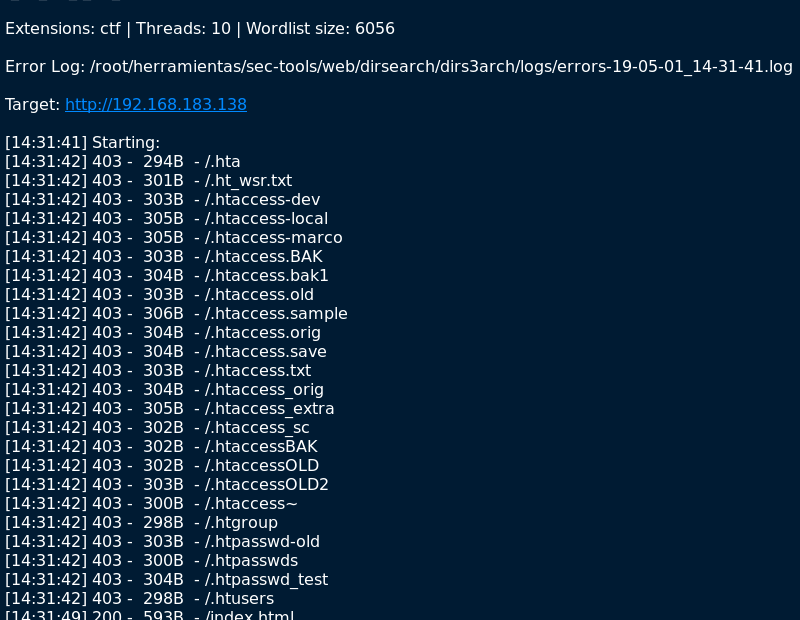 Extensions: ctf | Threads: 10 | Wordlist size: 6056
Error Log: /root/herramientas/sec-tools/web/dirsearch/dirs3arch/logs/errors-19-05-01_14-31-41.log
Target: http://192.168.183.138
[14:31:41] Starting:
[14:31:42] 403 - 294B - /.hta
[14:31:42] 403 - 301B - /.ht_wsr.txt
[14:31:42] 403 - 303B - /.htaccess-dev
[14:31:42] 403 - 305B - /.htaccess-local
[14:31:42] 403 - 305B - /.htaccess-marco
[14:31:42] 403 - 303B - /.htaccess.BAK
[14:31:42] 403 - 304B - /.htaccess.bak1
[14:31:42] 403 - 303B - /.htaccess.old
[14:31:42] 403 - 306B - /.htaccess.sample
[14:31:42] 403 - 304B - /.htaccess.orig
[14:31:42] 403 - 304B - /.htaccess.save
[14:31:42] 403 - 303B - /.htaccess.txt
[14:31:42] 403 - 304B - /.htaccess_orig
[14:31:42] 403 - 305B - /.htaccess_extra
[14:31:42] 403 - 302B - /.htaccess_sc
[14:31:42] 403 - 302B - /.htaccessBAK
[14:31:42] 403 - 302B - /.htaccessOLD
[14:31:42] 403 - 303B - /.htaccessOLD2
[14:31:42] 403 - 300B - /.htaccess~
[14:31:42] 403 - 298B - /.htgroup
[14:31:42] 403 - 303B - /.htpasswd-old
[14:31:42] 403 - 300B - /.htpasswds
[14:31:42] 403 - 304B - /.htpasswd_test
[14:31:42] 403 - 298B - /.htusers
[14:31:49] 200 - 593B - /index.html